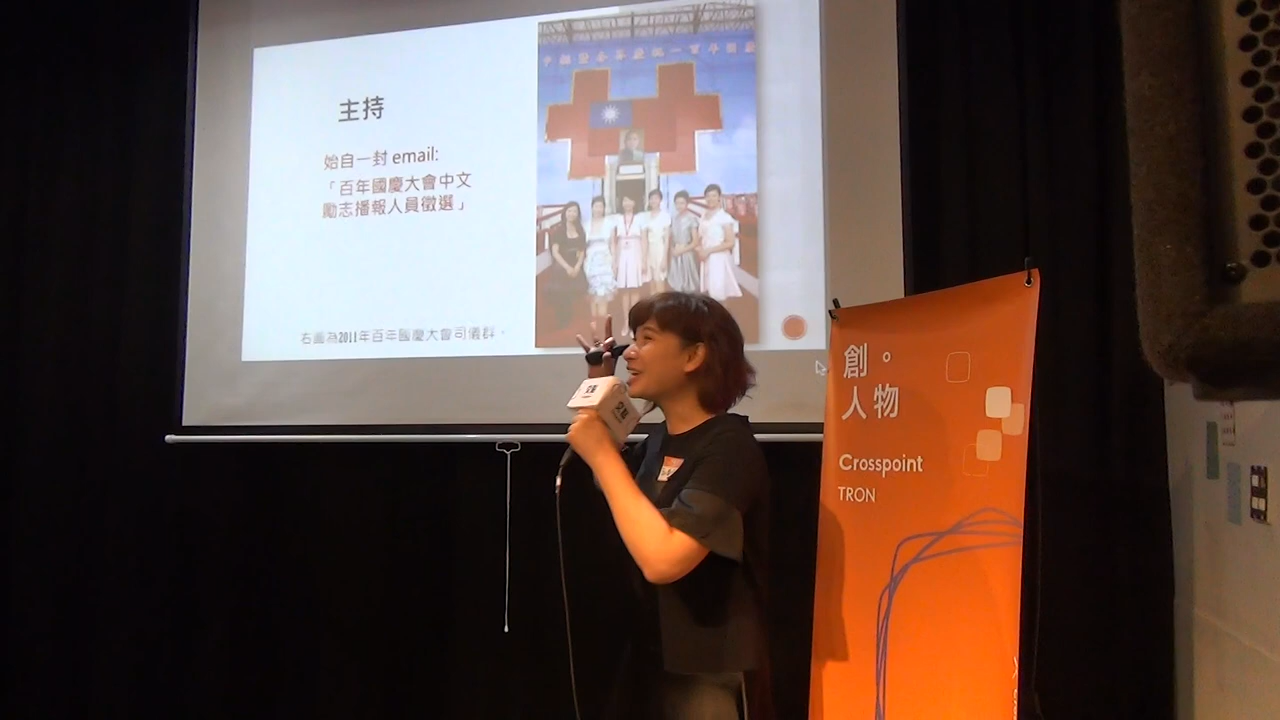 主持
始自一封 email:
「百年國慶大會中文
勵志播報人員徵選」
右圖為2011年百年國慶大會司儀群。
創。
人物
Crosspoint
TRON